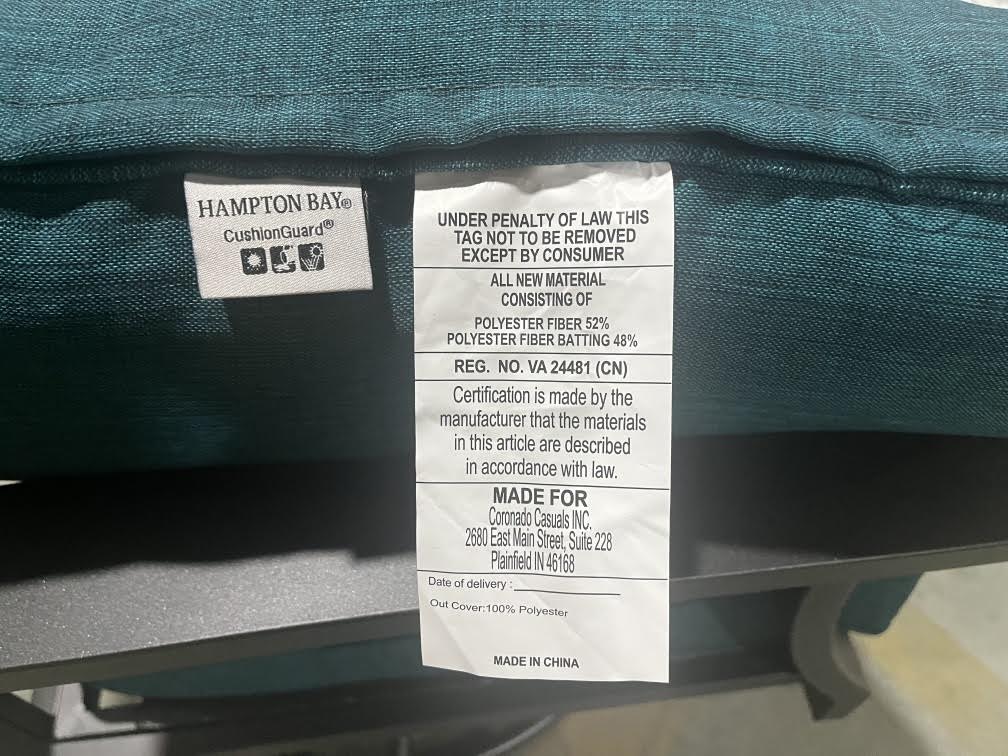 HAMPTON BAY®
CushionGuard®
UNDER PENALTY OF LAW THIS
TAG NOT TO BE REMOVED
EXCEPT BY CONSUMER
ALL NEW MATERIAL
CONSISTING OF
POLYESTER FIBER 52%
POLYESTER FIBER BATTING 48%
REG. NO. VA 24481 (CN)
Certification is made by the
manufacturer that the materials
in this article are described
in accordance with law.
MADE FOR
Coronado Casuals INC.
2680 East Main Street, Suite 228
Plainfield IN 46168
Date of delivery :
Out Cover:100% Polyester
MADE IN CHINA